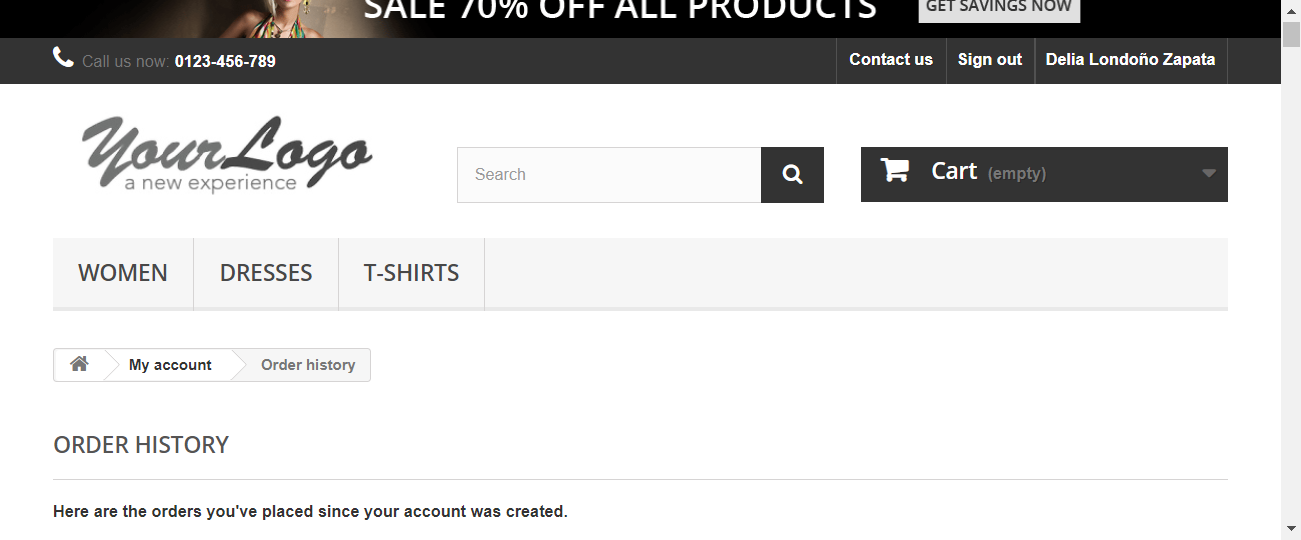 SALE 70% OFF ALL PRODUCTS GET SAVINGS NOW
Call us now: 0123-456-789 Contact us Sign out Delia Londoño Zapata
YourLogo
a new experience
Search Cart (empty)
WOMEN DRESSES T-SHIRTS
My account Order history
ORDER HISTORY
Here are the orders you've placed since your account was created.